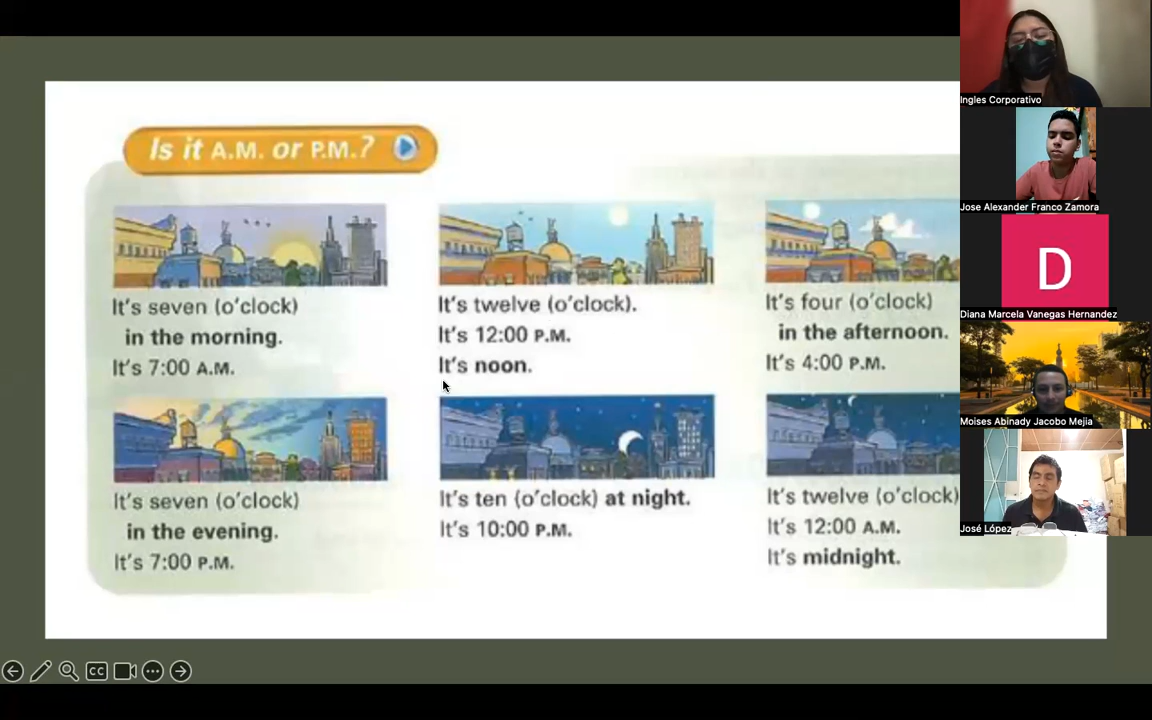 Is it A.M. or P.M.?
It's seven (o'clock)
in the morning.
It's 7:00 A.M.
It's twelve (o'clock).
It's 12:00 P.M.
It's noon.
It's four (o'clock)
in the afternoon.
It's 4:00 P.M.
It's seven (o'clock)
in the evening.
It's 7:00 P.M.
It's ten (o'clock) at night.
It's 10:00 P.M.
It's twelve (o'clock)
It's 12:00 A.M.
It's midnight.
Ingles Corporativo
Jose Alexander Franco Zamora
D
Diana Marcela Vanegas Hernandez
Moises Abinady Jacobo Mejia
José López
CC